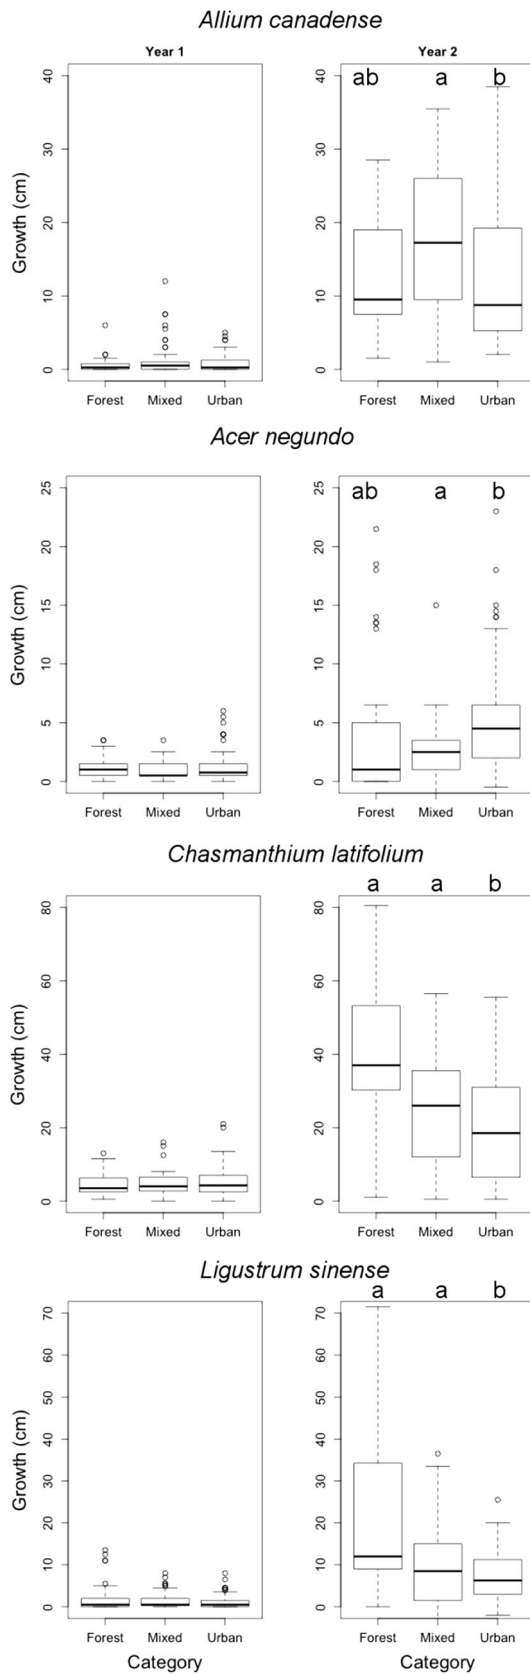 Allium canadense
Year 1
Year 2
ab a b
Growth (cm)
40
30
20
10
0
40
30
20
10
0
Forest Mixed Urban
Forest Mixed Urban
Acer negundo
ab a b
Growth (cm)
25
20
15
10
5
0
25
20
15
10
5
0
Forest Mixed Urban
Forest Mixed Urban
Chasmanthium latifolium
a a b
Growth (cm)
80
60
40
20
0
80
60
40
20
0
Forest Mixed Urban
Forest Mixed Urban
Ligustrum sinense
a a b
Growth (cm)
70
60
50
40
30
20
10
0
70
60
50
40
30
20
10
0
Forest Mixed Urban
Forest Mixed Urban
Category
Category